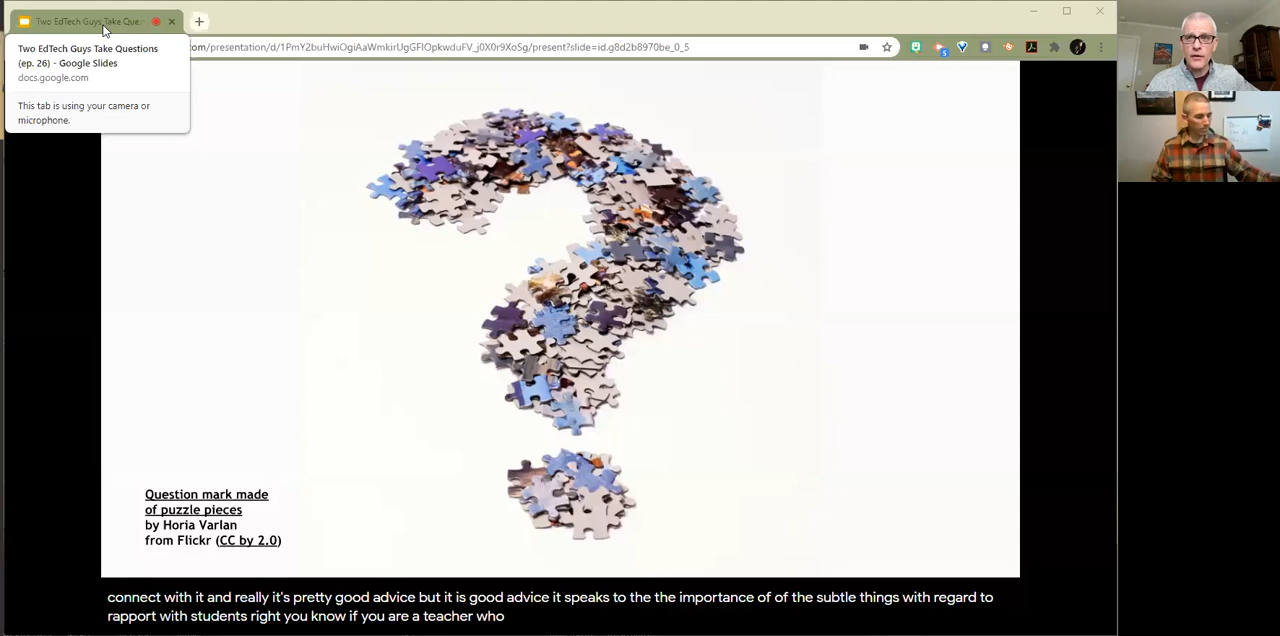 Two EdTech Guys Take Ques
Two EdTech Guys Take Questions
(ep. 26) - Google Slides
docs.google.com
This tab is using your camera or
microphone.
com/presentation/d/1PmY2buHwiOgiAaWmkirUgGFIOpkwduFV_j0X0r9XoSg/present?slide=id.g8d2b8970be_0_5
5
Question mark made
of puzzle pieces
by Horia Varlan
from Flickr (CC by 2.0)
connect with it and really it's pretty good advice but it is good advice it speaks to the the importance of of the subtle things with regard to
rapport with students right you know if you are a teacher who